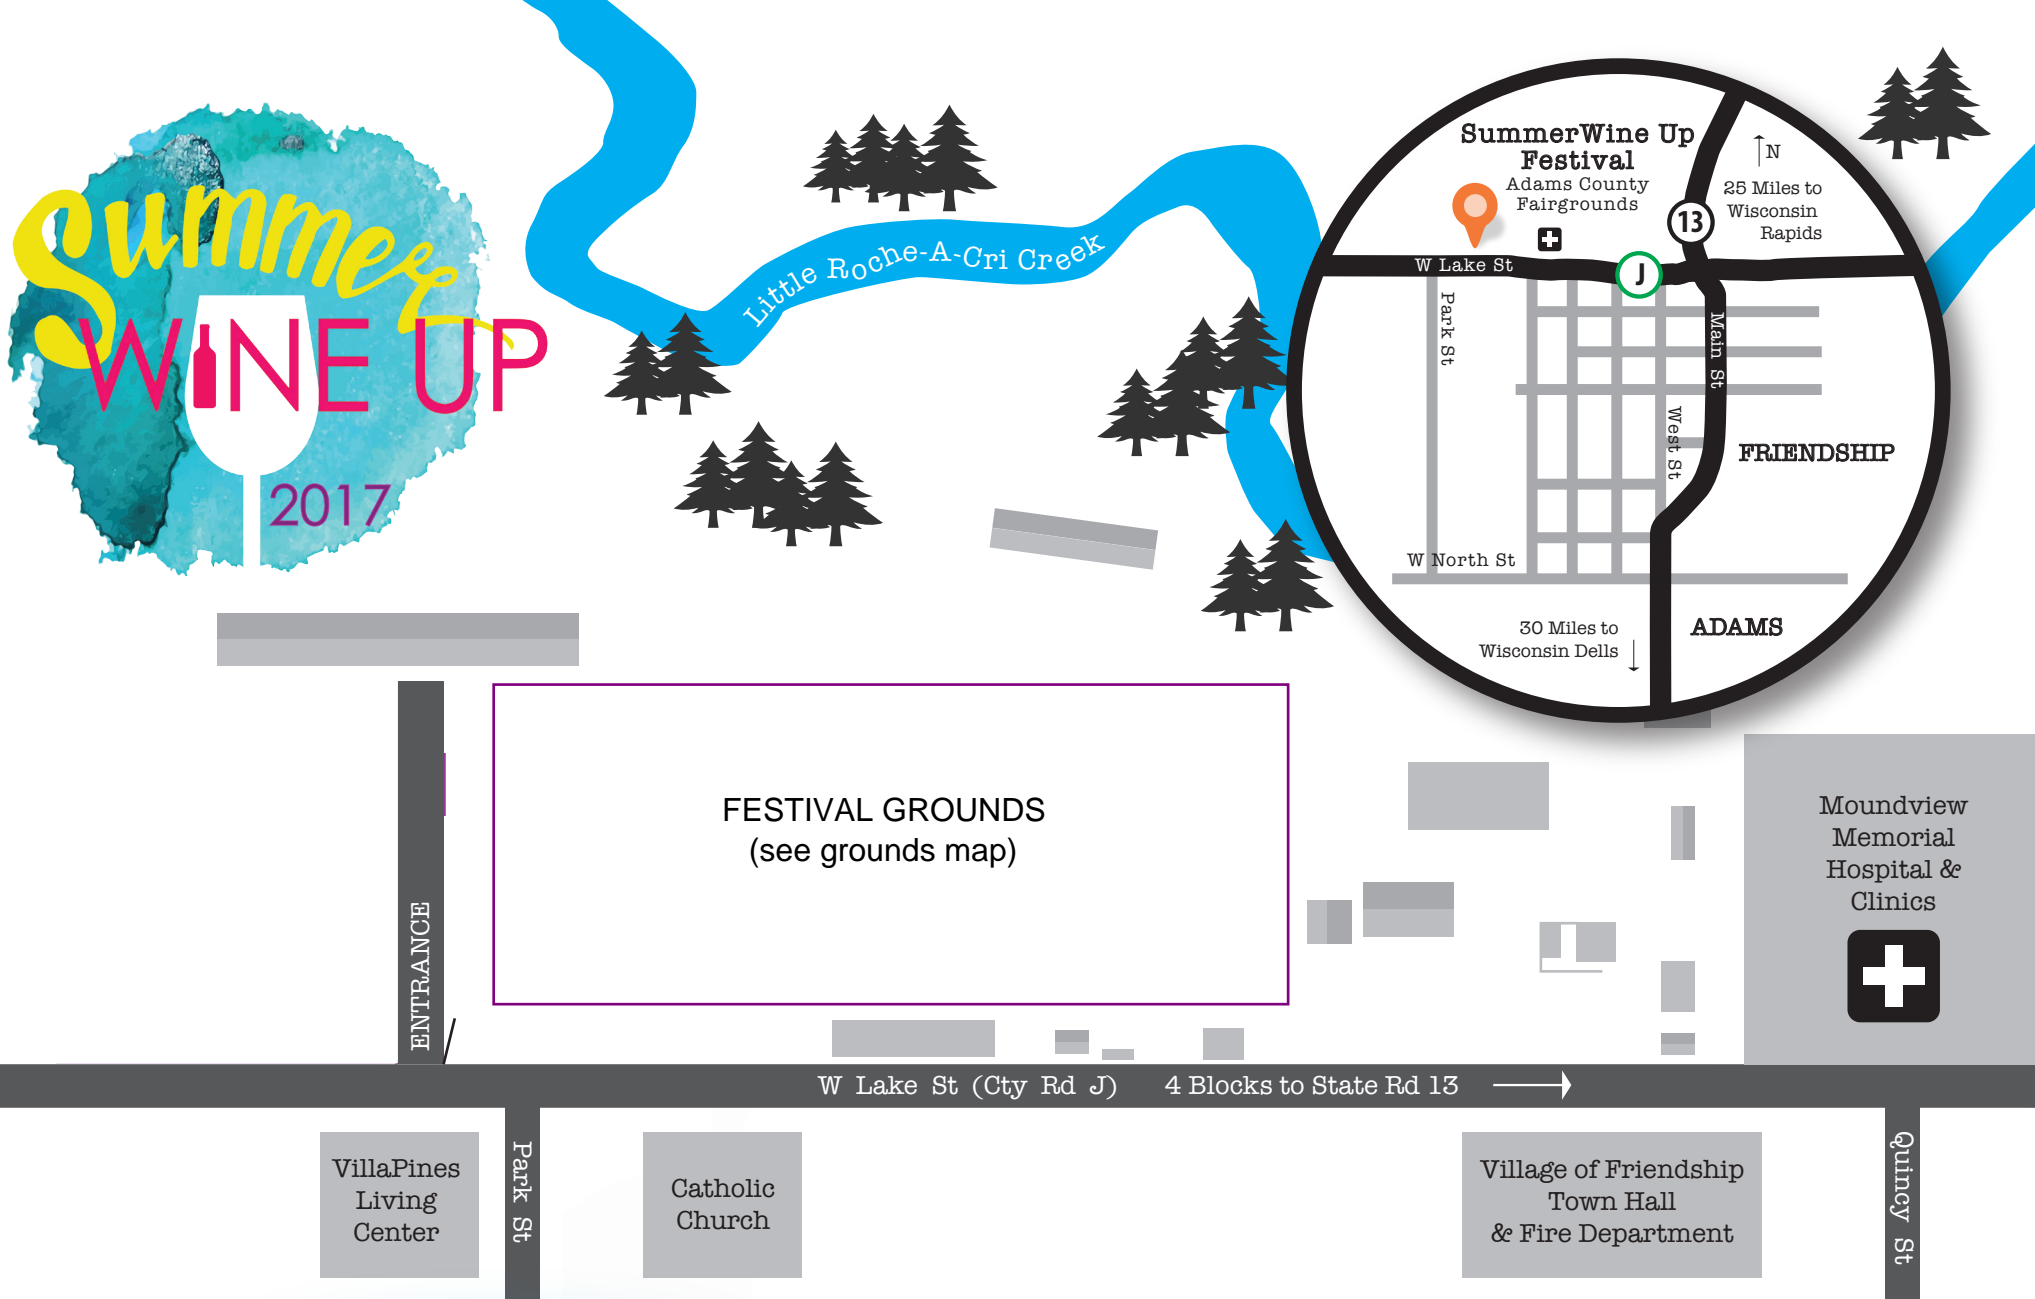 Summer
WINE UP
2017
Little Roche-A-Cri Creek
SummerWine Up
Festival
Adams County
Fairgrounds
N
25 Miles to
Wisconsin
Rapids
13
W Lake St
J
Park St
Main St
West St
FRIENDSHIP
W North St
30 Miles to
Wisconsin Dells
ADAMS
FESTIVAL GROUNDS
(see grounds map)
ENTRANCE
Moundview
Memorial
Hospital &
Clinics
W Lake St (Cty Rd J) 4 Blocks to State Rd 13
VillaPines
Living
Center
Park St
Catholic
Church
Village of Friendship
Town Hall
& Fire Department
Quincy St